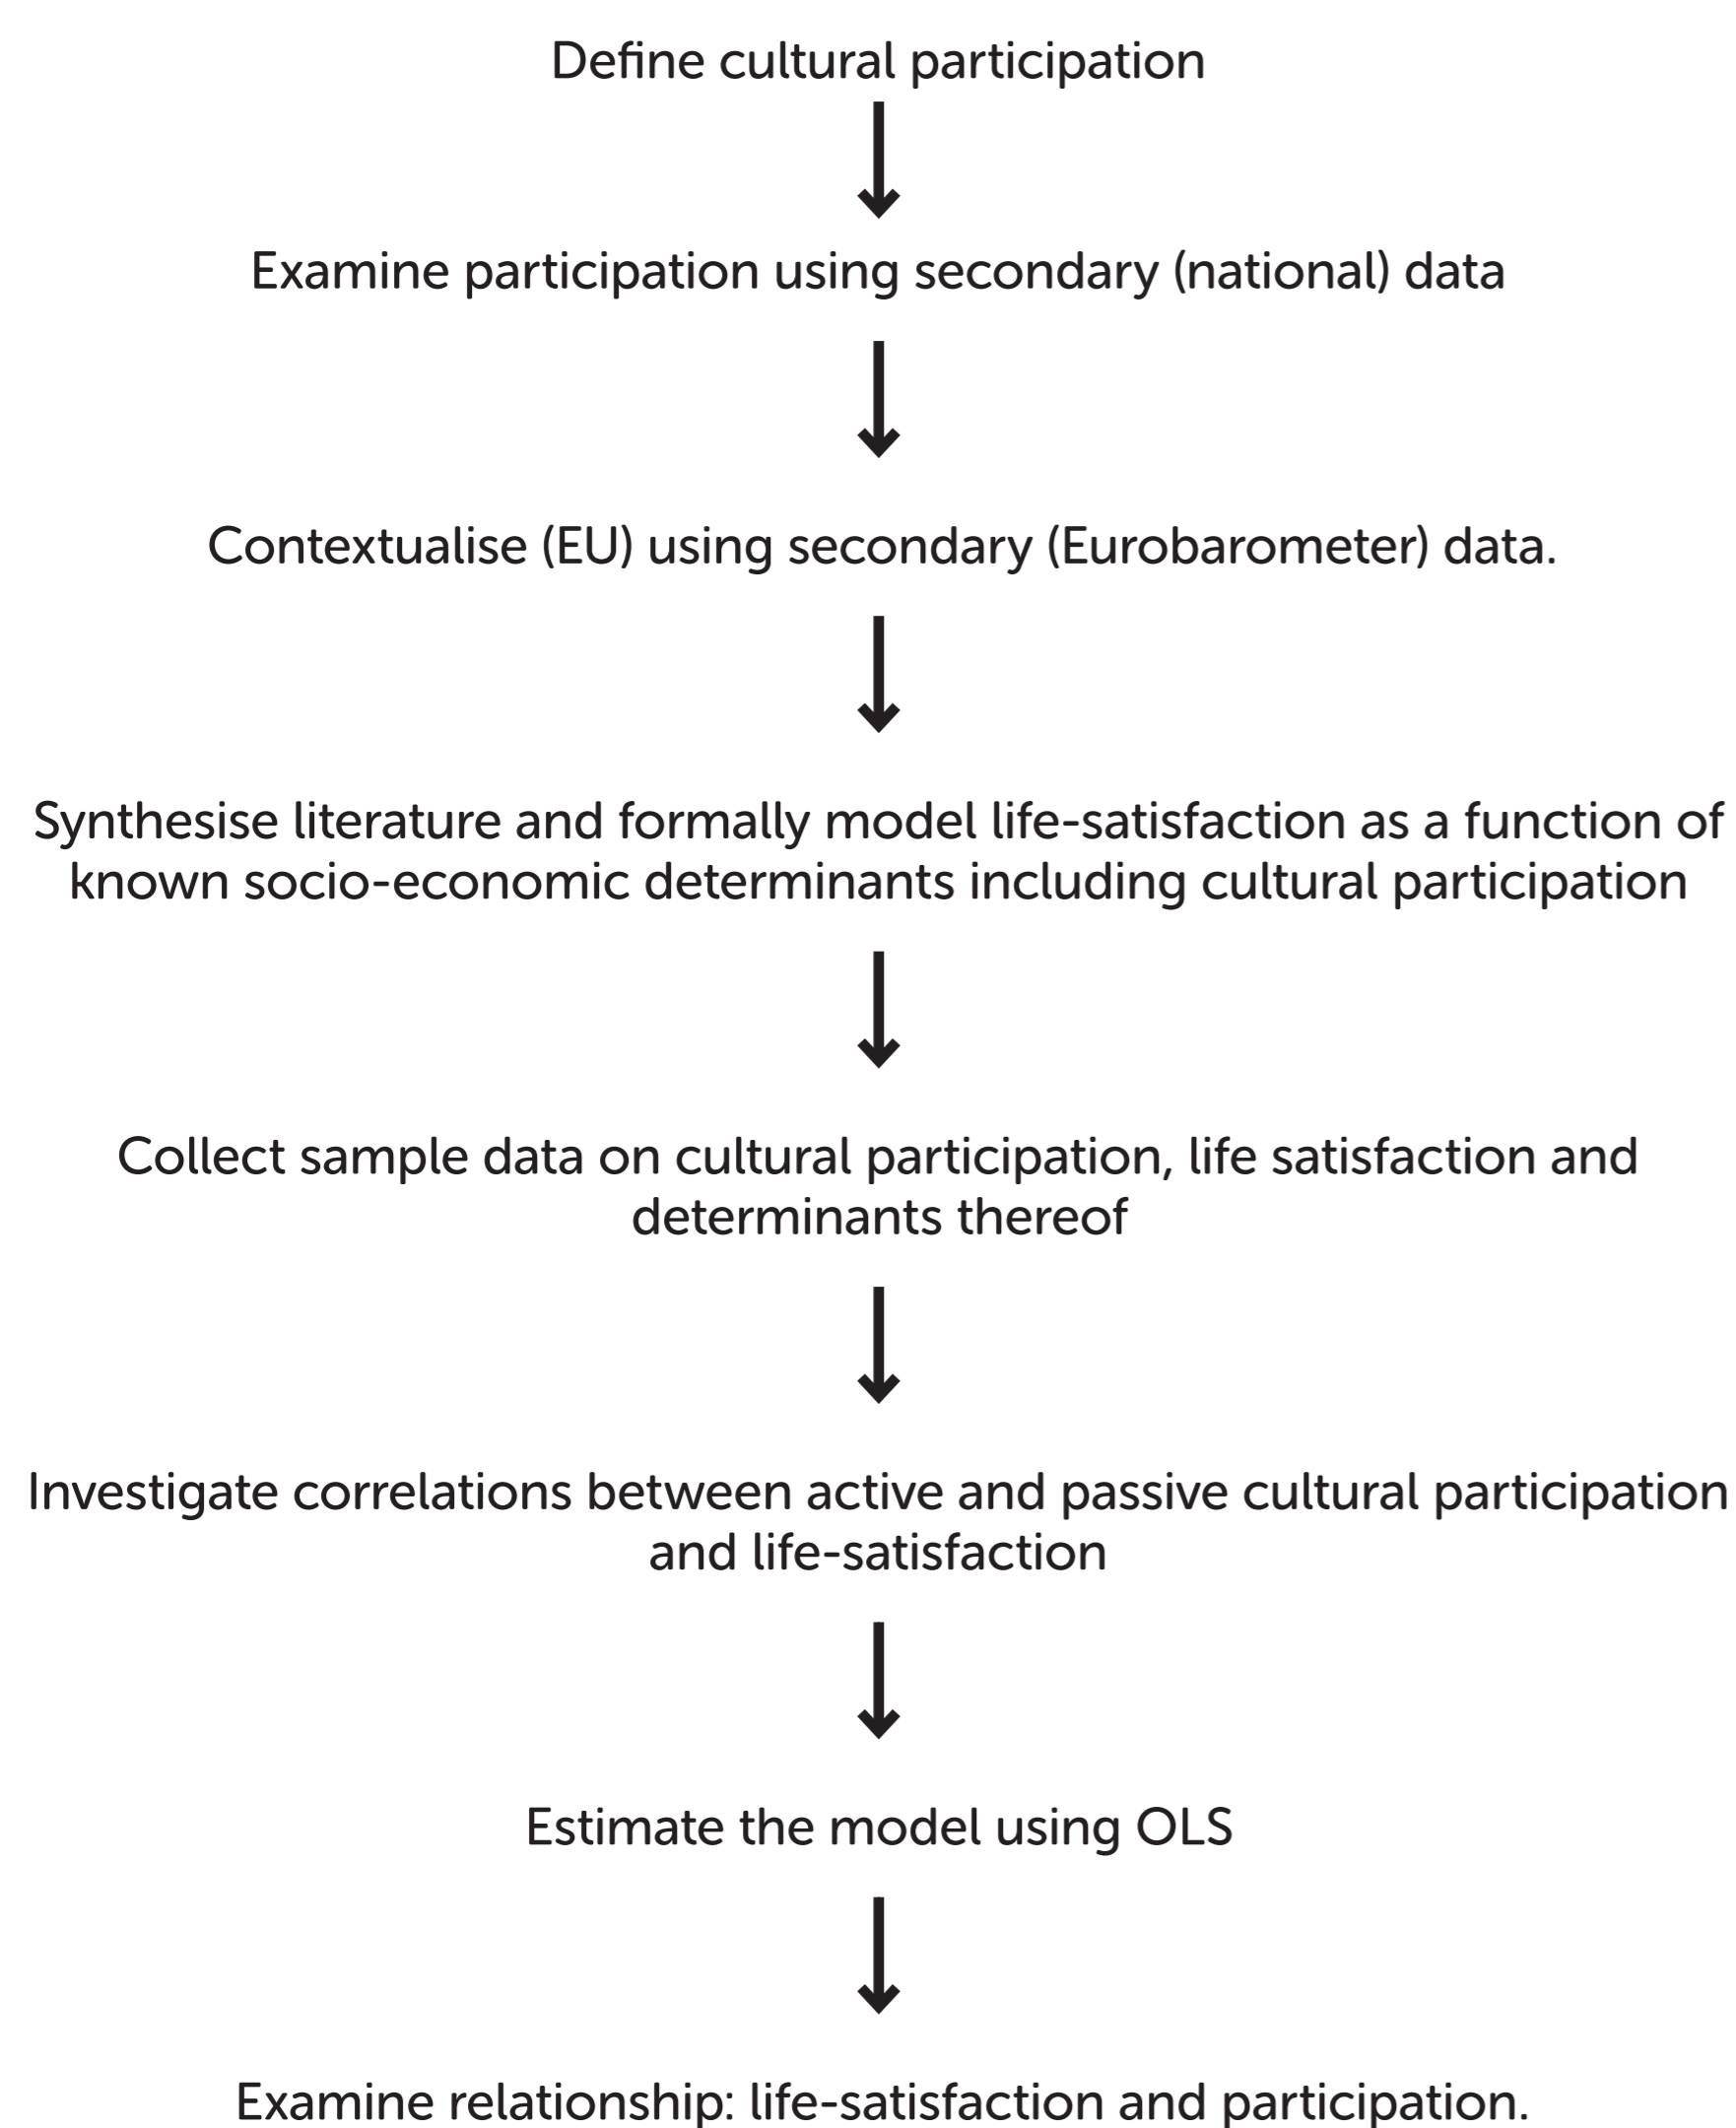 Define cultural participation
Examine participation using secondary (national) data
Contextualise (EU) using secondary (Eurobarometer) data.
Synthesise literature and formally model life-satisfaction as a function of
known socio-economic determinants including cultural participation
Collect sample data on cultural participation, life satisfaction and
determinants thereof
Investigate correlations between active and passive cultural participation
and life-satisfaction
Estimate the model using OLS
Examine relationship: life-satisfaction and participation.